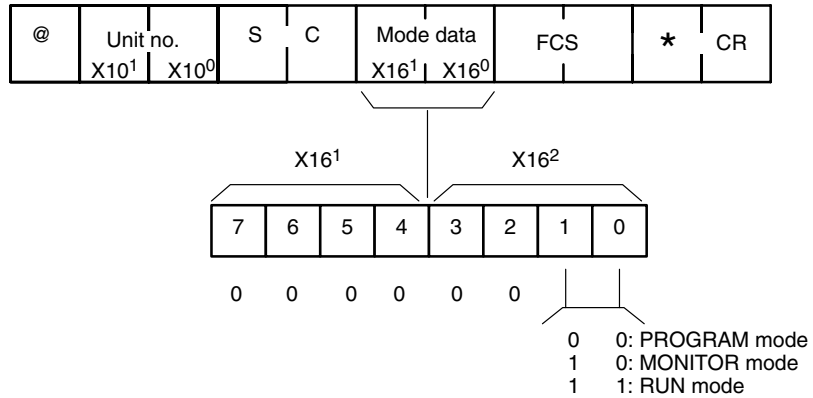 @ Unit no. S C Mode data FCS * CR
X10¹ X10⁰ X16¹ X16⁰
X16¹ X16²
7 6 5 4 3 2 1 0
0 0 0 0 0 0
0 0: PROGRAM mode
1 0: MONITOR mode
1 1: RUN mode